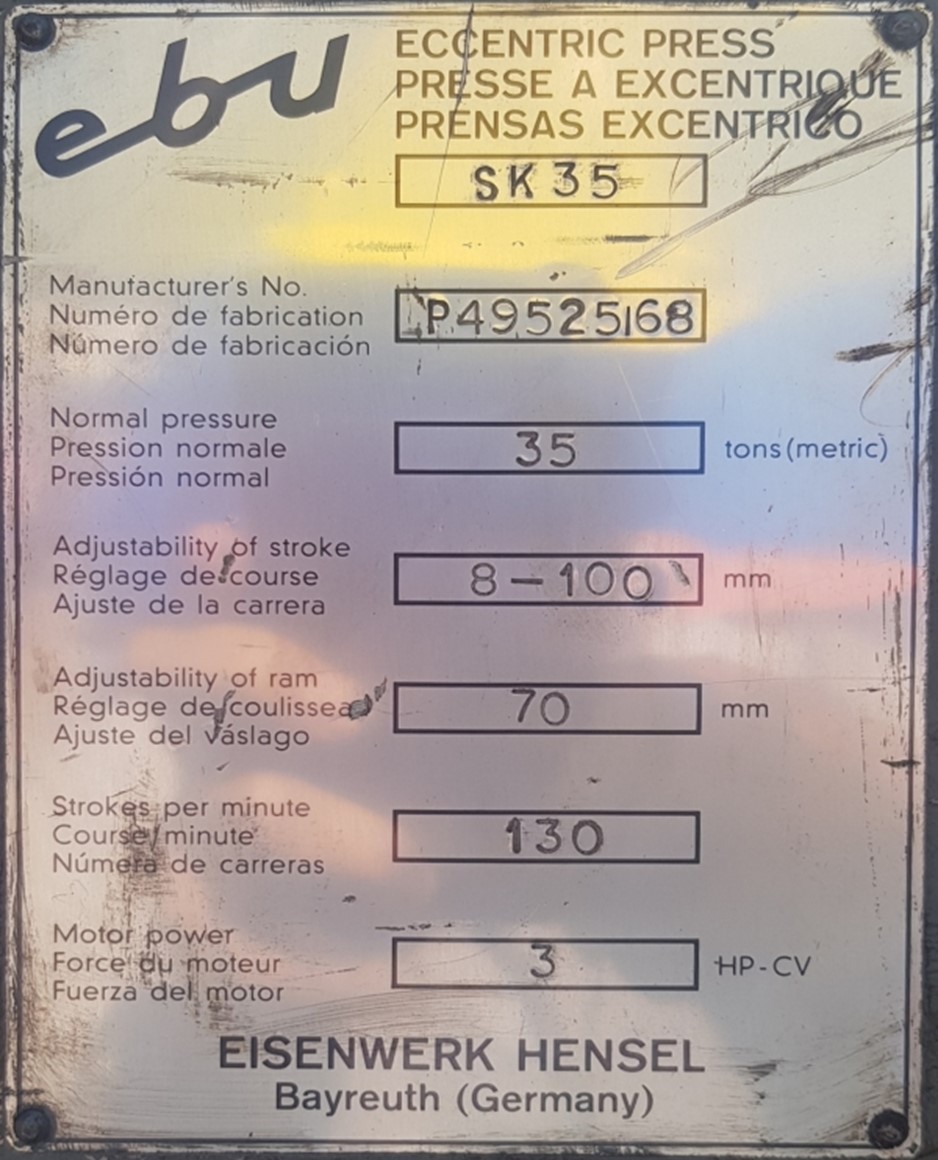 ebu
ECCENTRIC PRESS
PRESSE A EXCENTRIQUE
PRENSAS EXCENTRICO
SK35
Manufacturer's No.
Numéro de fabrication
Número de fabricación
P49525/68
Normal pressure
Pression normale
Pressión normal
35
tons (metric)
Adjustability of stroke
Réglage de course
Ajuste de la carrera
8-100
mm
Adjustability of ram
Réglage de coulisseau
Ajuste del váslago
70
mm
Strokes per minute
Course/minute
Número de carreras
130
Motor power
Force du moteur
Fuerza del motor
3
HP-CV
EISENWERK HENSEL
Bayreuth (Germany)